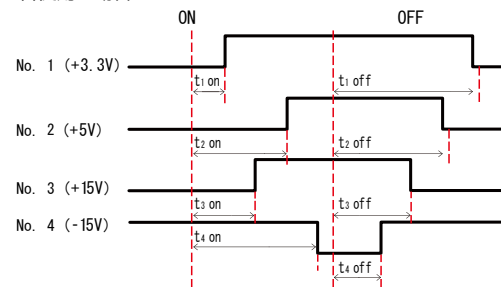 ON OFF
No. 1 (+3.3V)
t1 on t1 off
No. 2 (+5V)
t2 on t2 off
No. 3 (+15V)
t3 on t3 off
No. 4 (-15V)
t4 on
t4 off